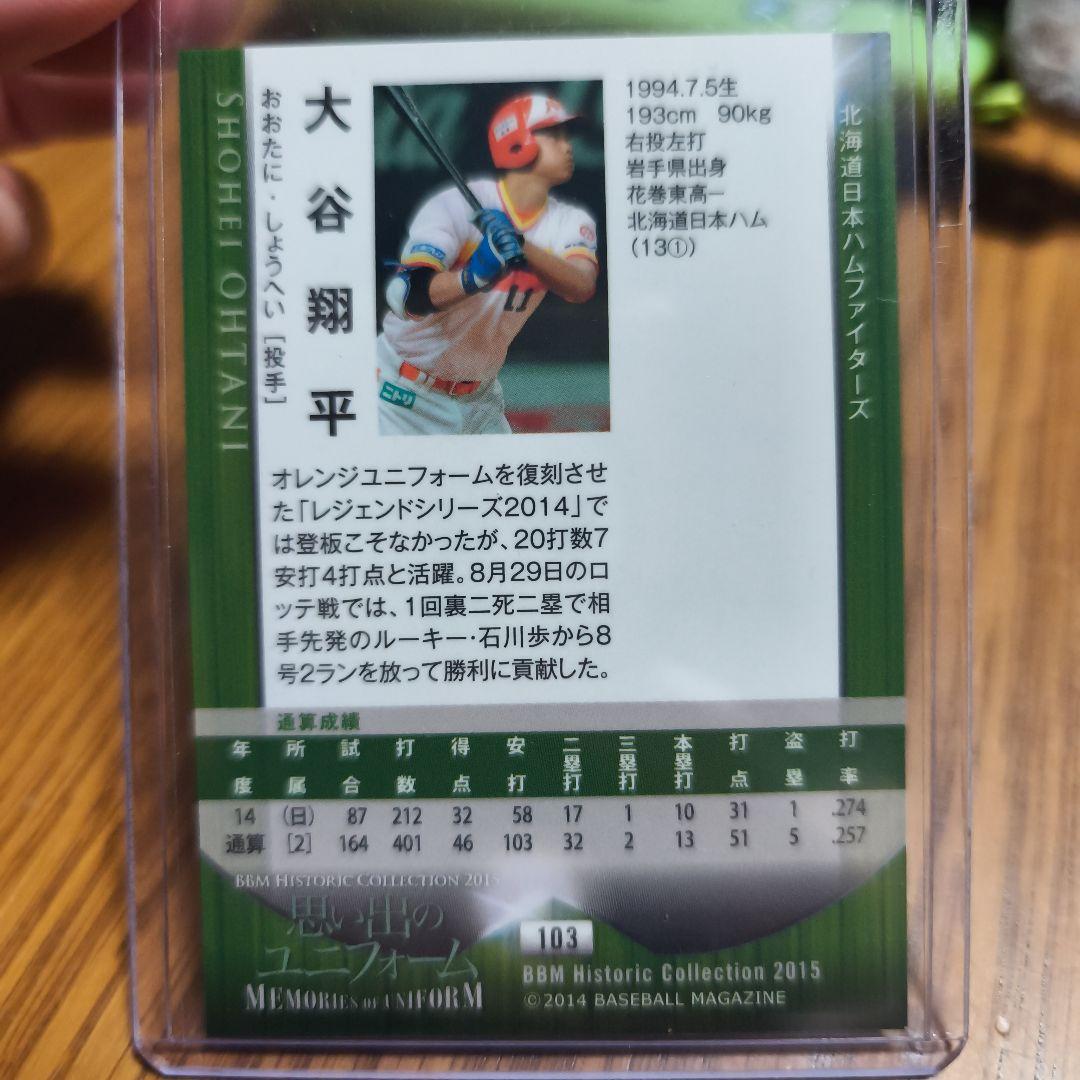 SHOHEI OHTANI
おおたに・しょうへい [投手]
大谷翔平
11
ニトリ
1994.7.5生
193cm 90kg
右投左打
岩手県出身
花巻東高―
北海道日本ハム
(13①)
北海道日本ハムファイターズ
オレンジユニフォームを復刻させ
た「レジェンドシリーズ2014」で
は登板こそなかったが、20打数7
安打4打点と活躍。8月29日のロ
ッテ戦では、1回裏二死二塁で相
手先発のルーキー・石川歩から8
号2ランを放って勝利に貢献した。
通算成績
年度 所属 試合 打数 得点 安打 二塁打 三塁打 本塁打 打点 盗塁 打率
14 (日) 87 212 32 58 17 1 10 31 1 .274
通算 [2] 164 401 46 103 32 2 13 51 5 .257
BBM HISTORIC COLLECTION 2015
思い出の
ユニフォーム
MEMORIES OF UNIFORM
103
BBM Historic Collection 2015
©2014 BASEBALL MAGAZINE